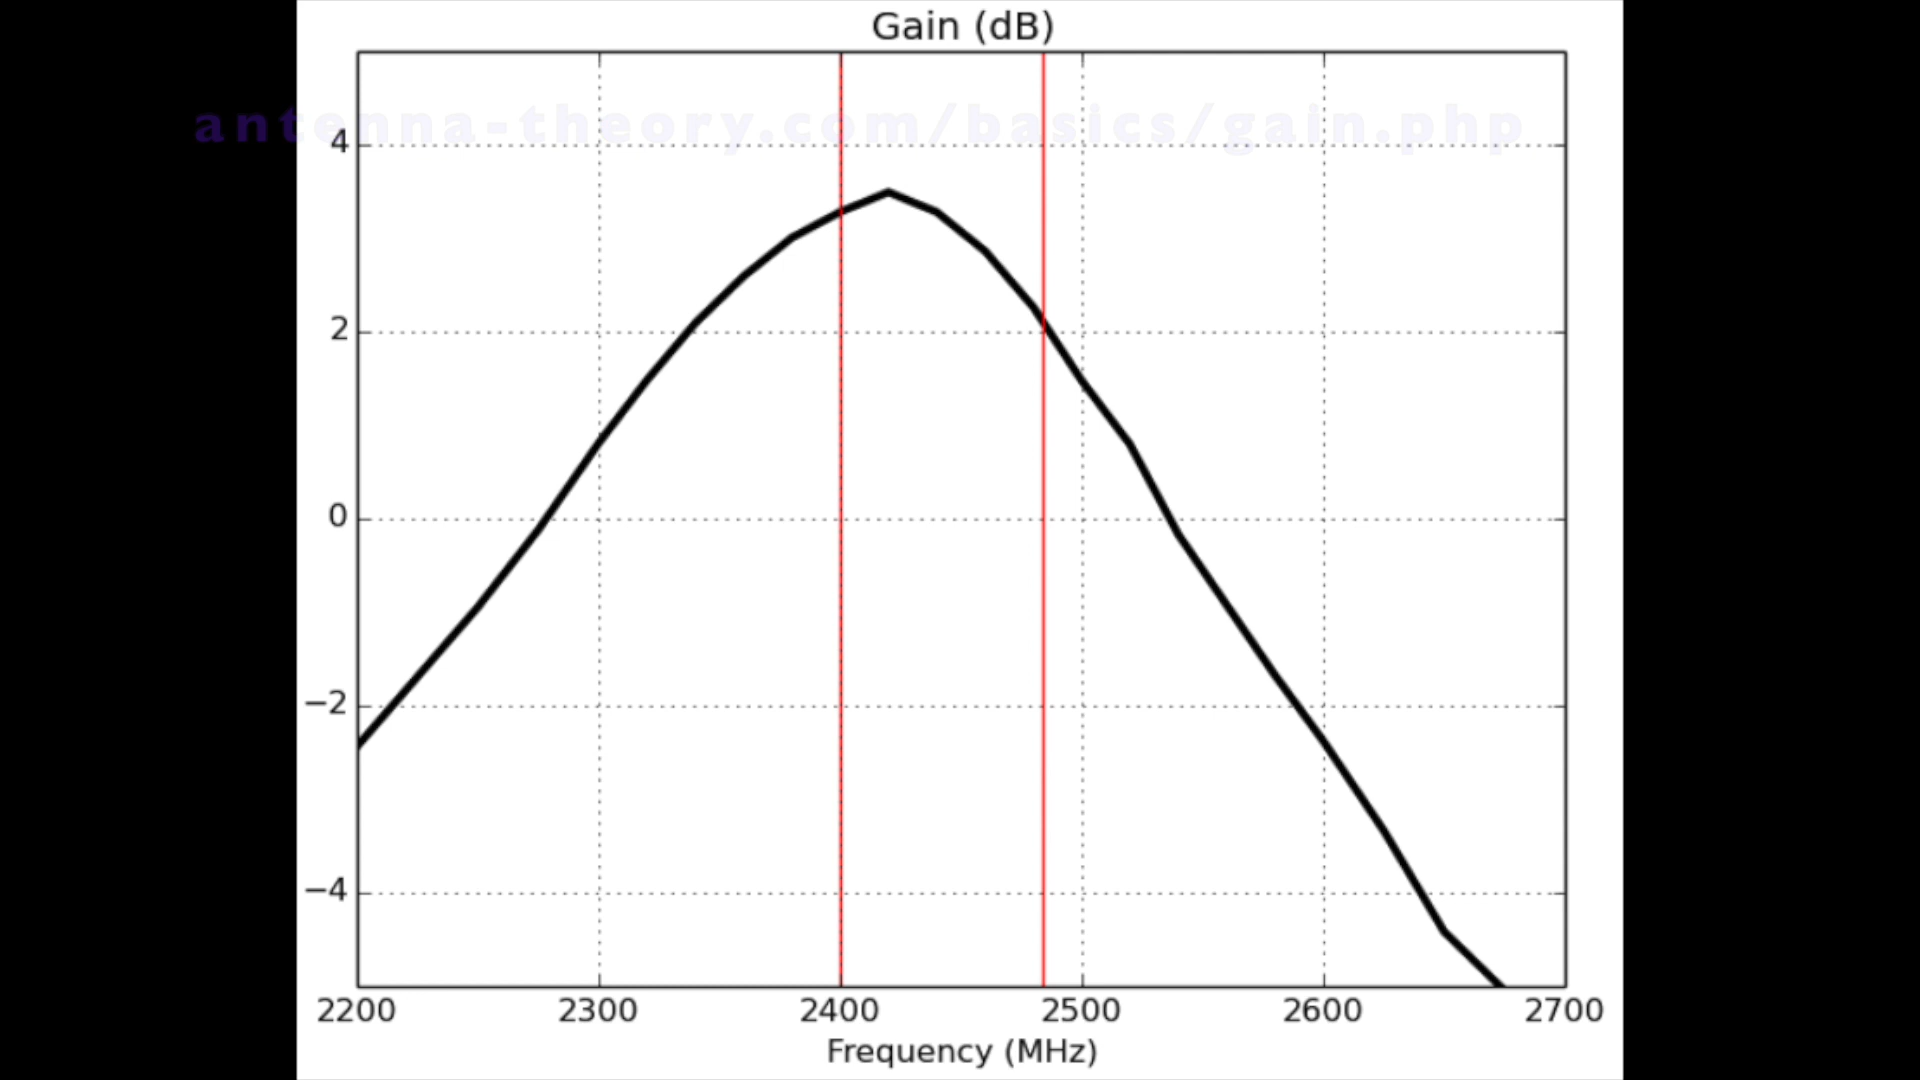 Gain (dB)
antenna-theory.com/basics/gain.php
4
2
0
−2
−4
2200 2300 2400 2500 2600 2700
Frequency (MHz)